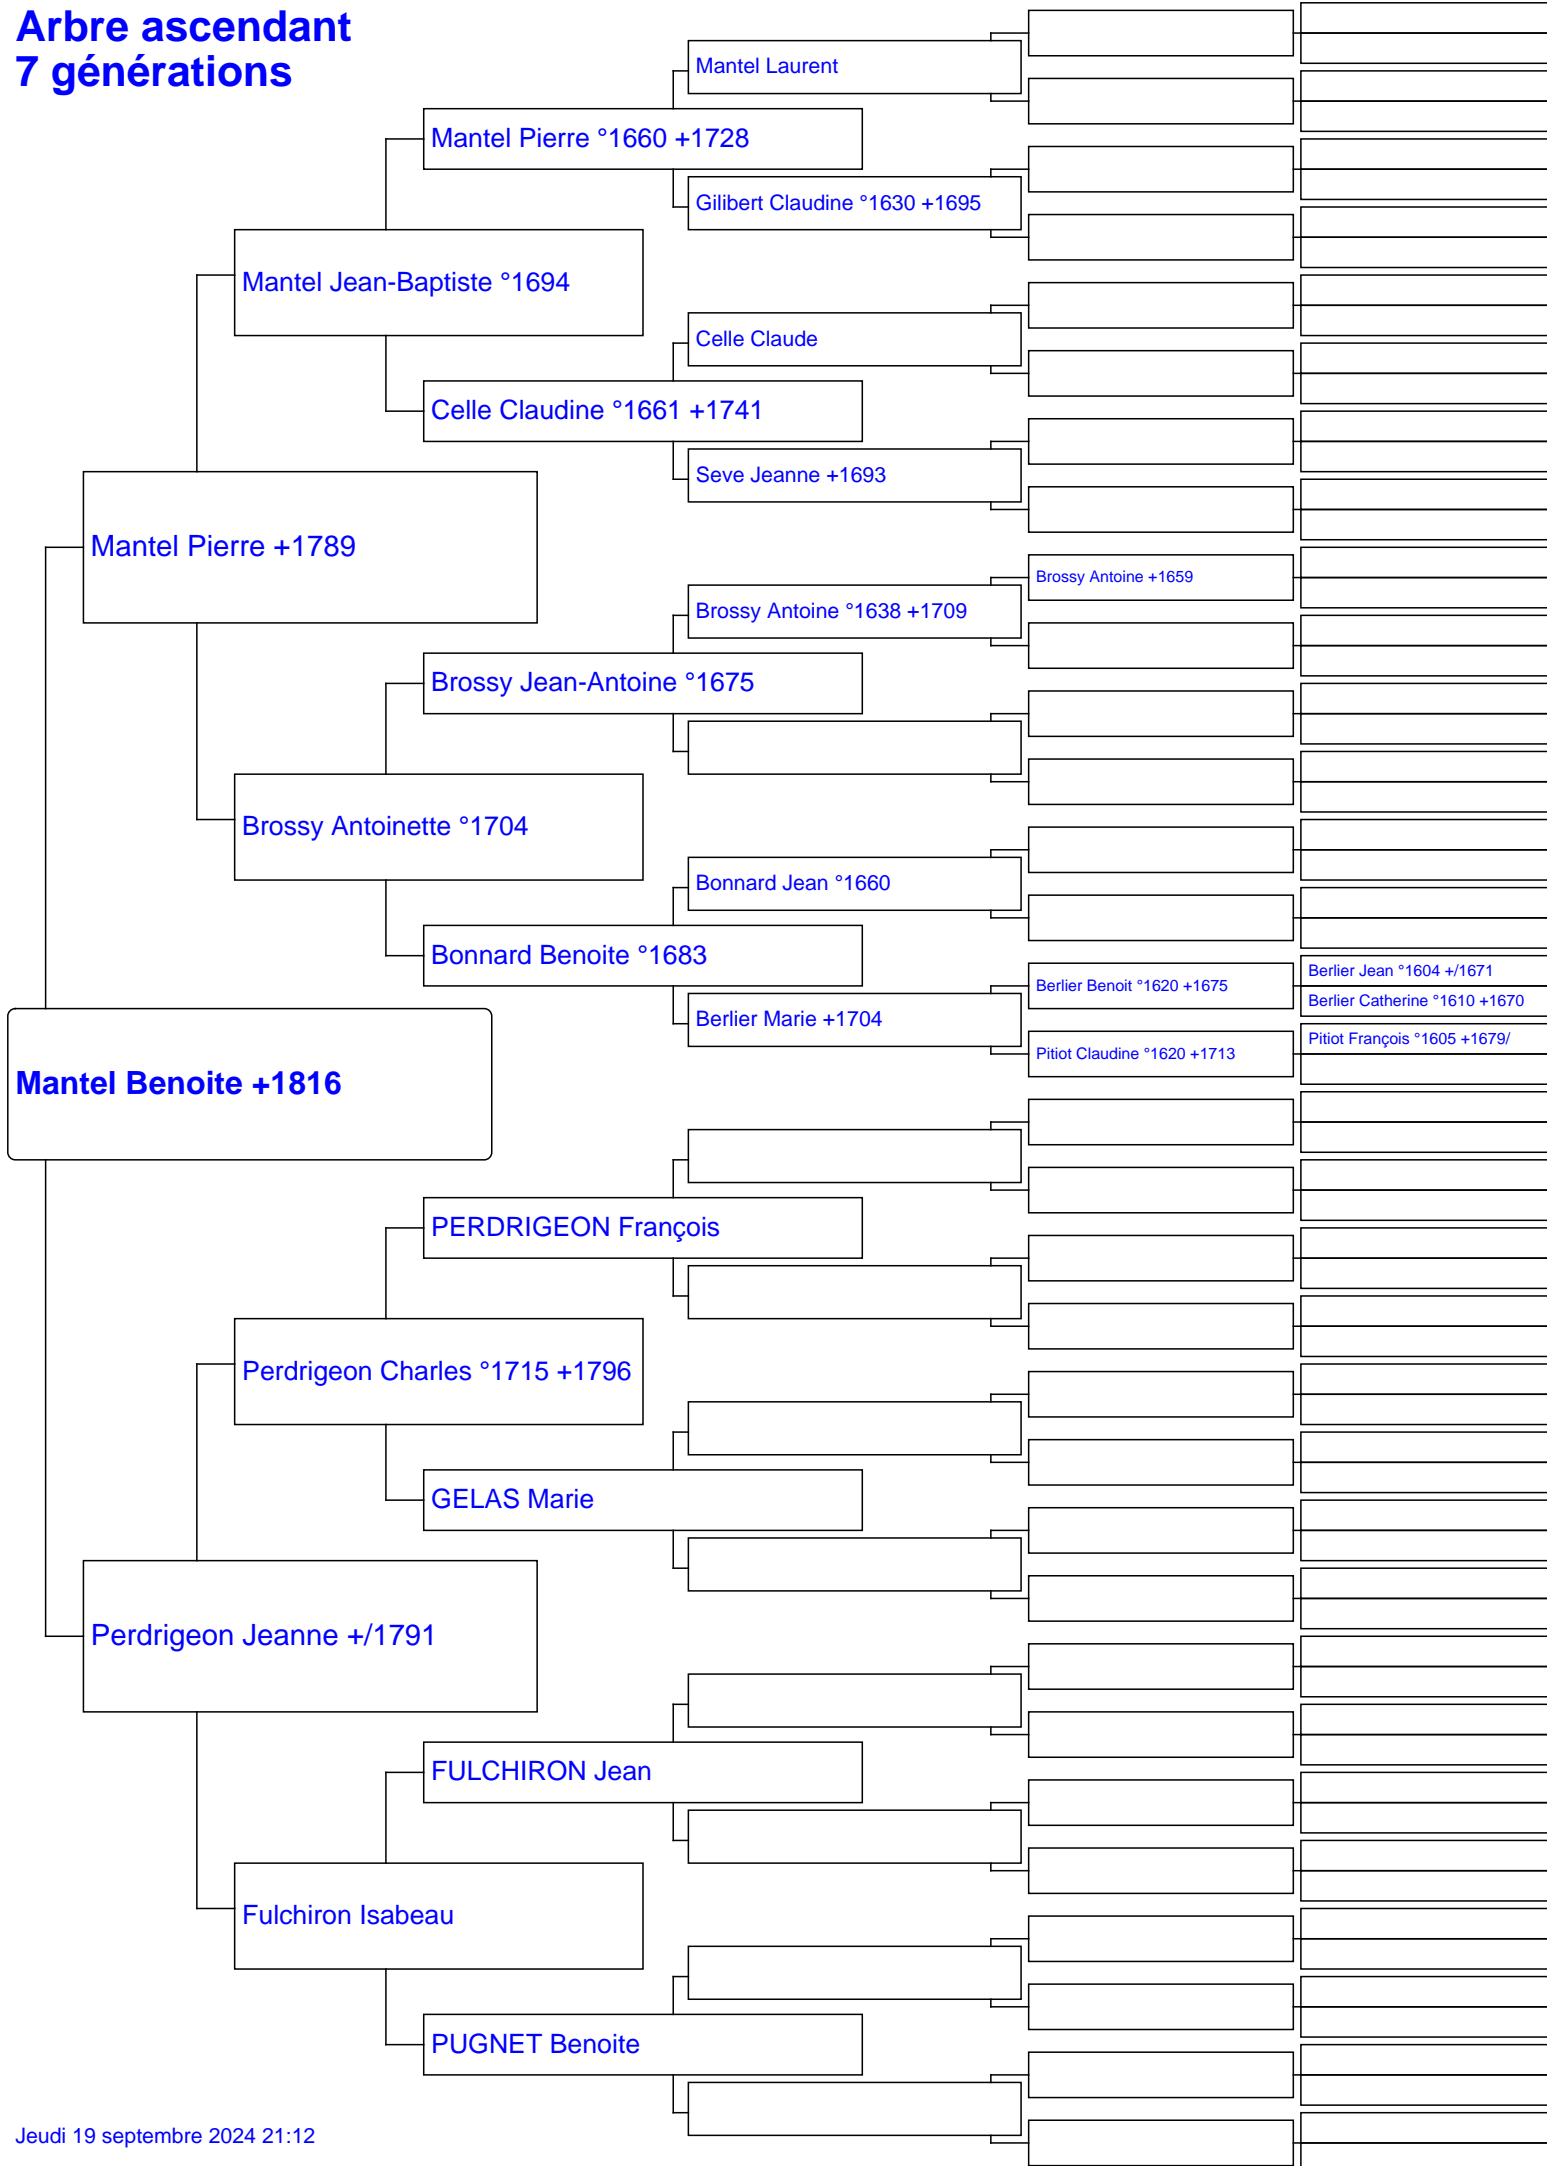 Arbre ascendant
7 générations
Mantel Laurent
Mantel Pierre °1660 +1728
Gilibert Claudine °1630 +1695
Mantel Jean-Baptiste °1694
Celle Claude
Celle Claudine °1661 +1741
Seve Jeanne +1693
Mantel Pierre +1789
Brossy Antoine +1659
Brossy Antoine °1638 +1709
Brossy Jean-Antoine °1675
Brossy Antoinette °1704
Bonnard Jean °1660
Bonnard Benoite °1683
Berlier Jean °1604 +/1671
Berlier Benoit °1620 +1675
Berlier Catherine °1610 +1670
Berlier Marie +1704
Pitiot François °1605 +1679/
Pitiot Claudine °1620 +1713
Mantel Benoite +1816
PERDRIGEON François
Perdrigeon Charles °1715 +1796
GELAS Marie
Perdrigeon Jeanne +/1791
FULCHIRON Jean
Fulchiron Isabeau
PUGNET Benoite
Jeudi 19 septembre 2024 21:12